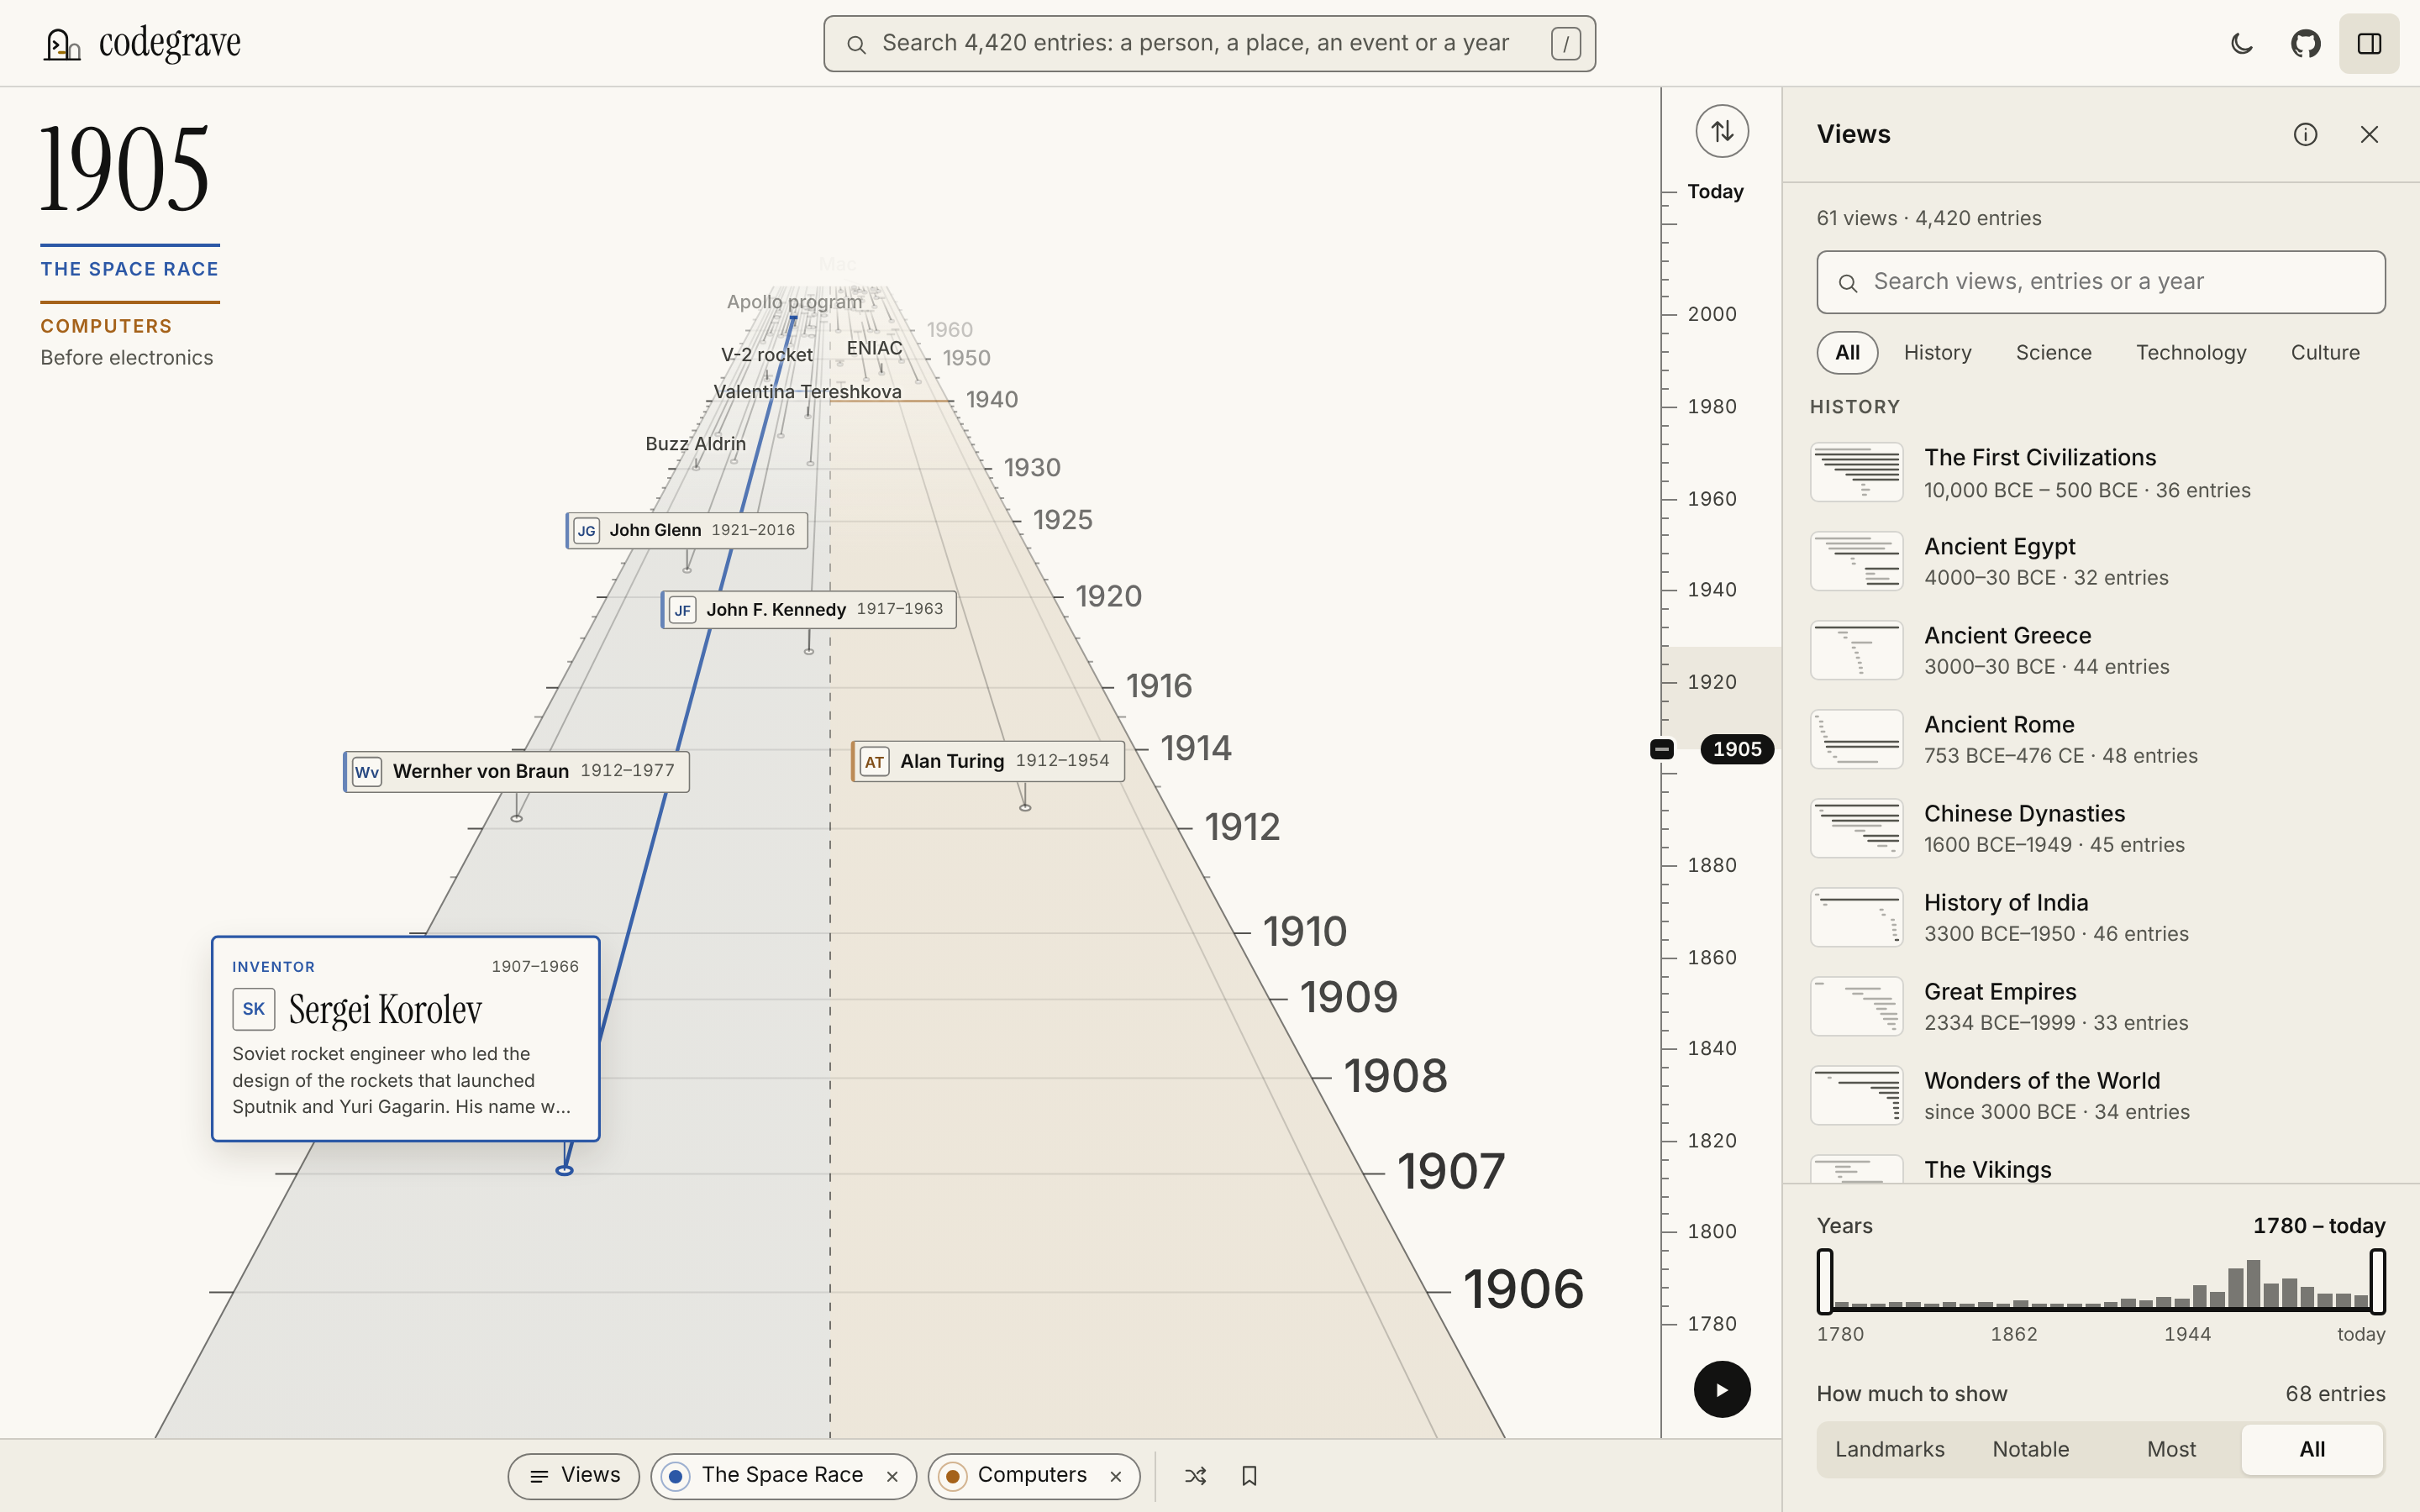 codegrave
Search 4,420 entries: a person, a place, an event or a year
/
1905
THE SPACE RACE
COMPUTERS
Before electronics
Mac
Apollo program
1960
V-2 rocket
ENIAC
1950
Valentina Tereshkova
1940
Buzz Aldrin
1930
JG John Glenn 1921–2016
1925
JF John F. Kennedy 1917–1963
1920
1916
Wv Wernher von Braun 1912–1977
AT Alan Turing 1912–1954
1914
1912
1910
INVENTOR 1907–1966
SK Sergei Korolev
Soviet rocket engineer who led the
design of the rockets that launched
Sputnik and Yuri Gagarin. His name w…
1909
1908
1907
1906
Today
2000
1980
1960
1940
1920
1905
1880
1860
1840
1820
1800
1780
Views
61 views · 4,420 entries
Search views, entries or a year
All History Science Technology Culture
HISTORY
The First Civilizations
10,000 BCE – 500 BCE · 36 entries
Ancient Egypt
4000–30 BCE · 32 entries
Ancient Greece
3000–30 BCE · 44 entries
Ancient Rome
753 BCE–476 CE · 48 entries
Chinese Dynasties
1600 BCE–1949 · 45 entries
History of India
3300 BCE–1950 · 46 entries
Great Empires
2334 BCE–1999 · 33 entries
Wonders of the World
since 3000 BCE · 34 entries
The Vikings
Years 1780 – today
1780 1862 1944 today
How much to show 68 entries
Landmarks Notable Most All
Views The Space Race × Computers ×